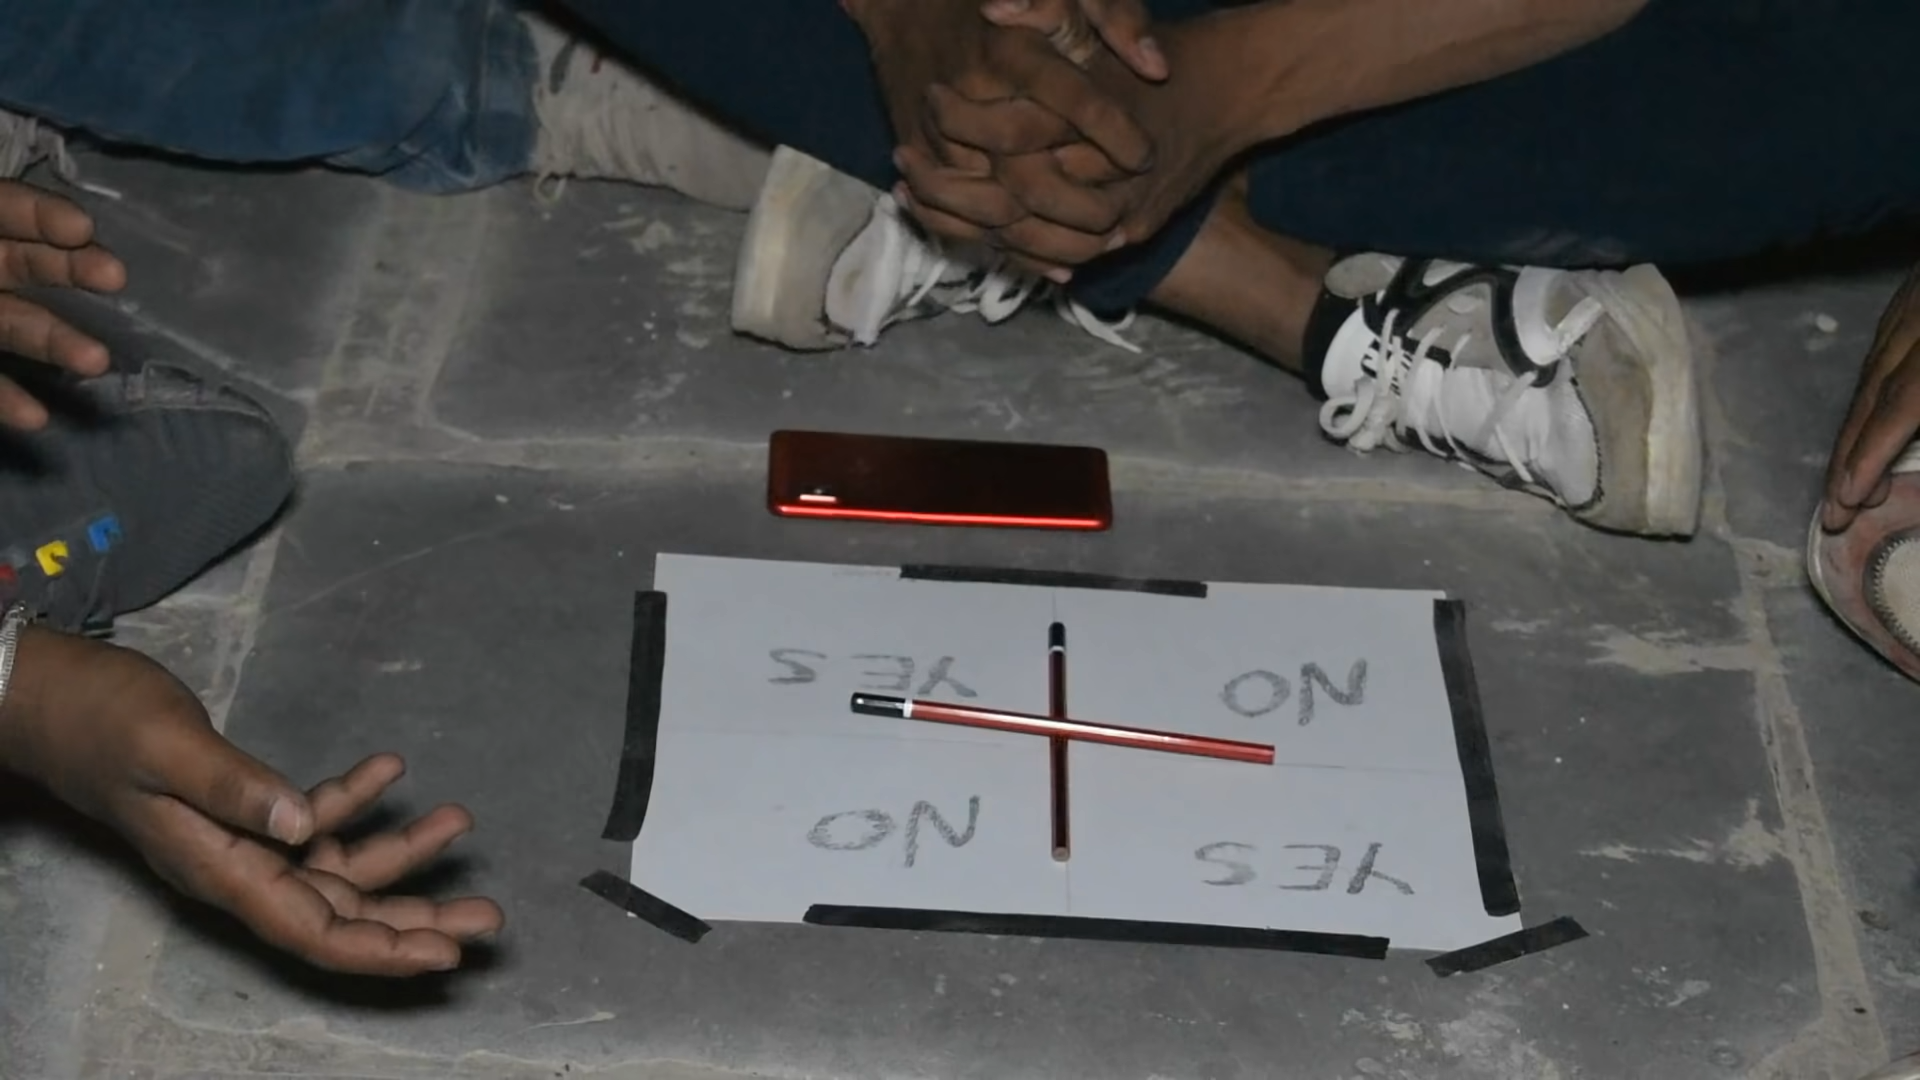 YES NO
NO YES